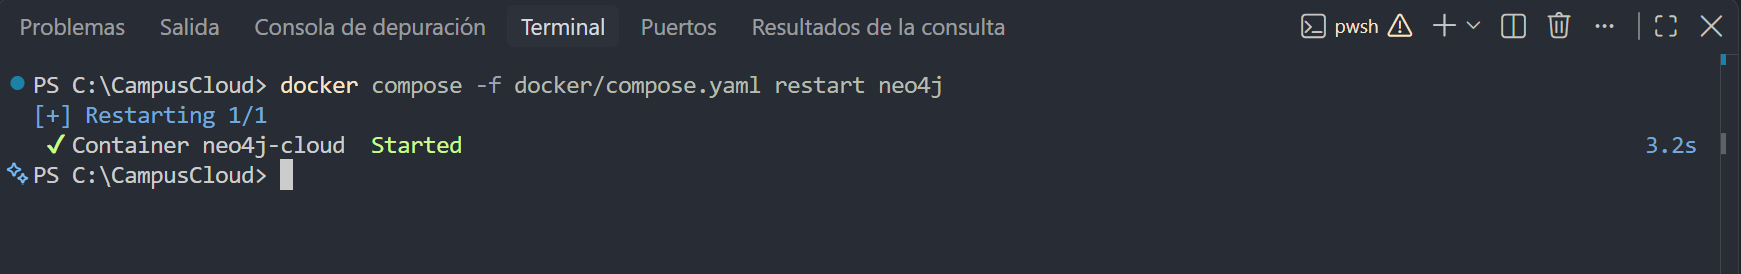 Problemas Salida Consola de depuración Terminal Puertos Resultados de la consulta pwsh
PS C:\CampusCloud> docker compose -f docker/compose.yaml restart neo4j
[+] Restarting 1/1
✓ Container neo4j-cloud  Started 3.2s
PS C:\CampusCloud>